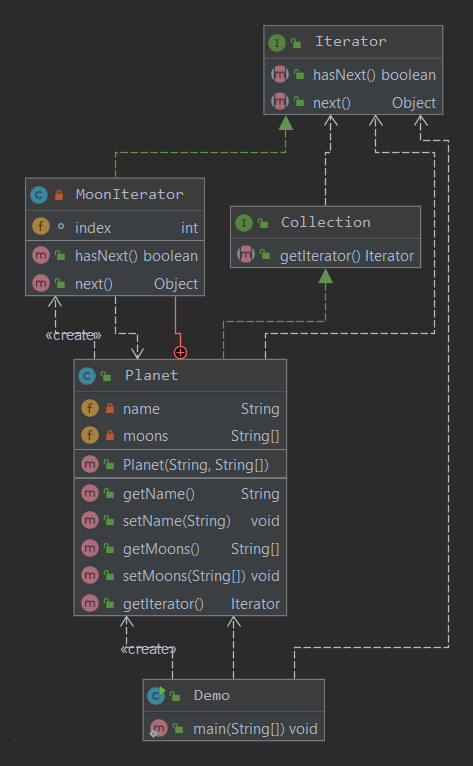 I Iterator
m hasNext() boolean
m next() Object
C MoonIterator
f index int
m hasNext() boolean
m next() Object
I Collection
m getIterator() Iterator
«create»
C Planet
f name String
f moons String[]
m Planet(String, String[])
m getName() String
m setName(String) void
m getMoons() String[]
m setMoons(String[]) void
m getIterator() Iterator
«create»
C Demo
m main(String[]) void